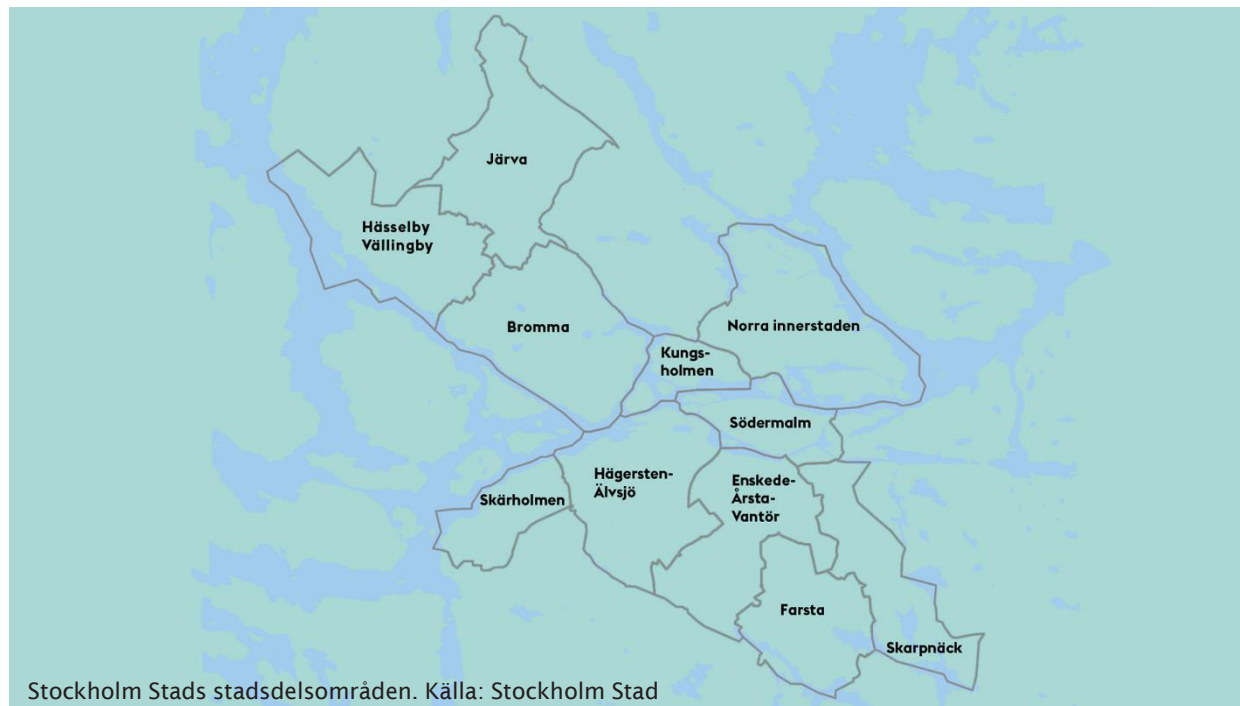 Järva
Hässelby
Vällingby
Bromma
Norra innerstaden
Kungs-
holmen
Södermalm
Hägersten-
Älvsjö
Enskede-
Årsta-
Vantör
Skärholmen
Farsta
Skarpnäck
Stockholm Stads stadsdelsområden. Källa: Stockholm Stad